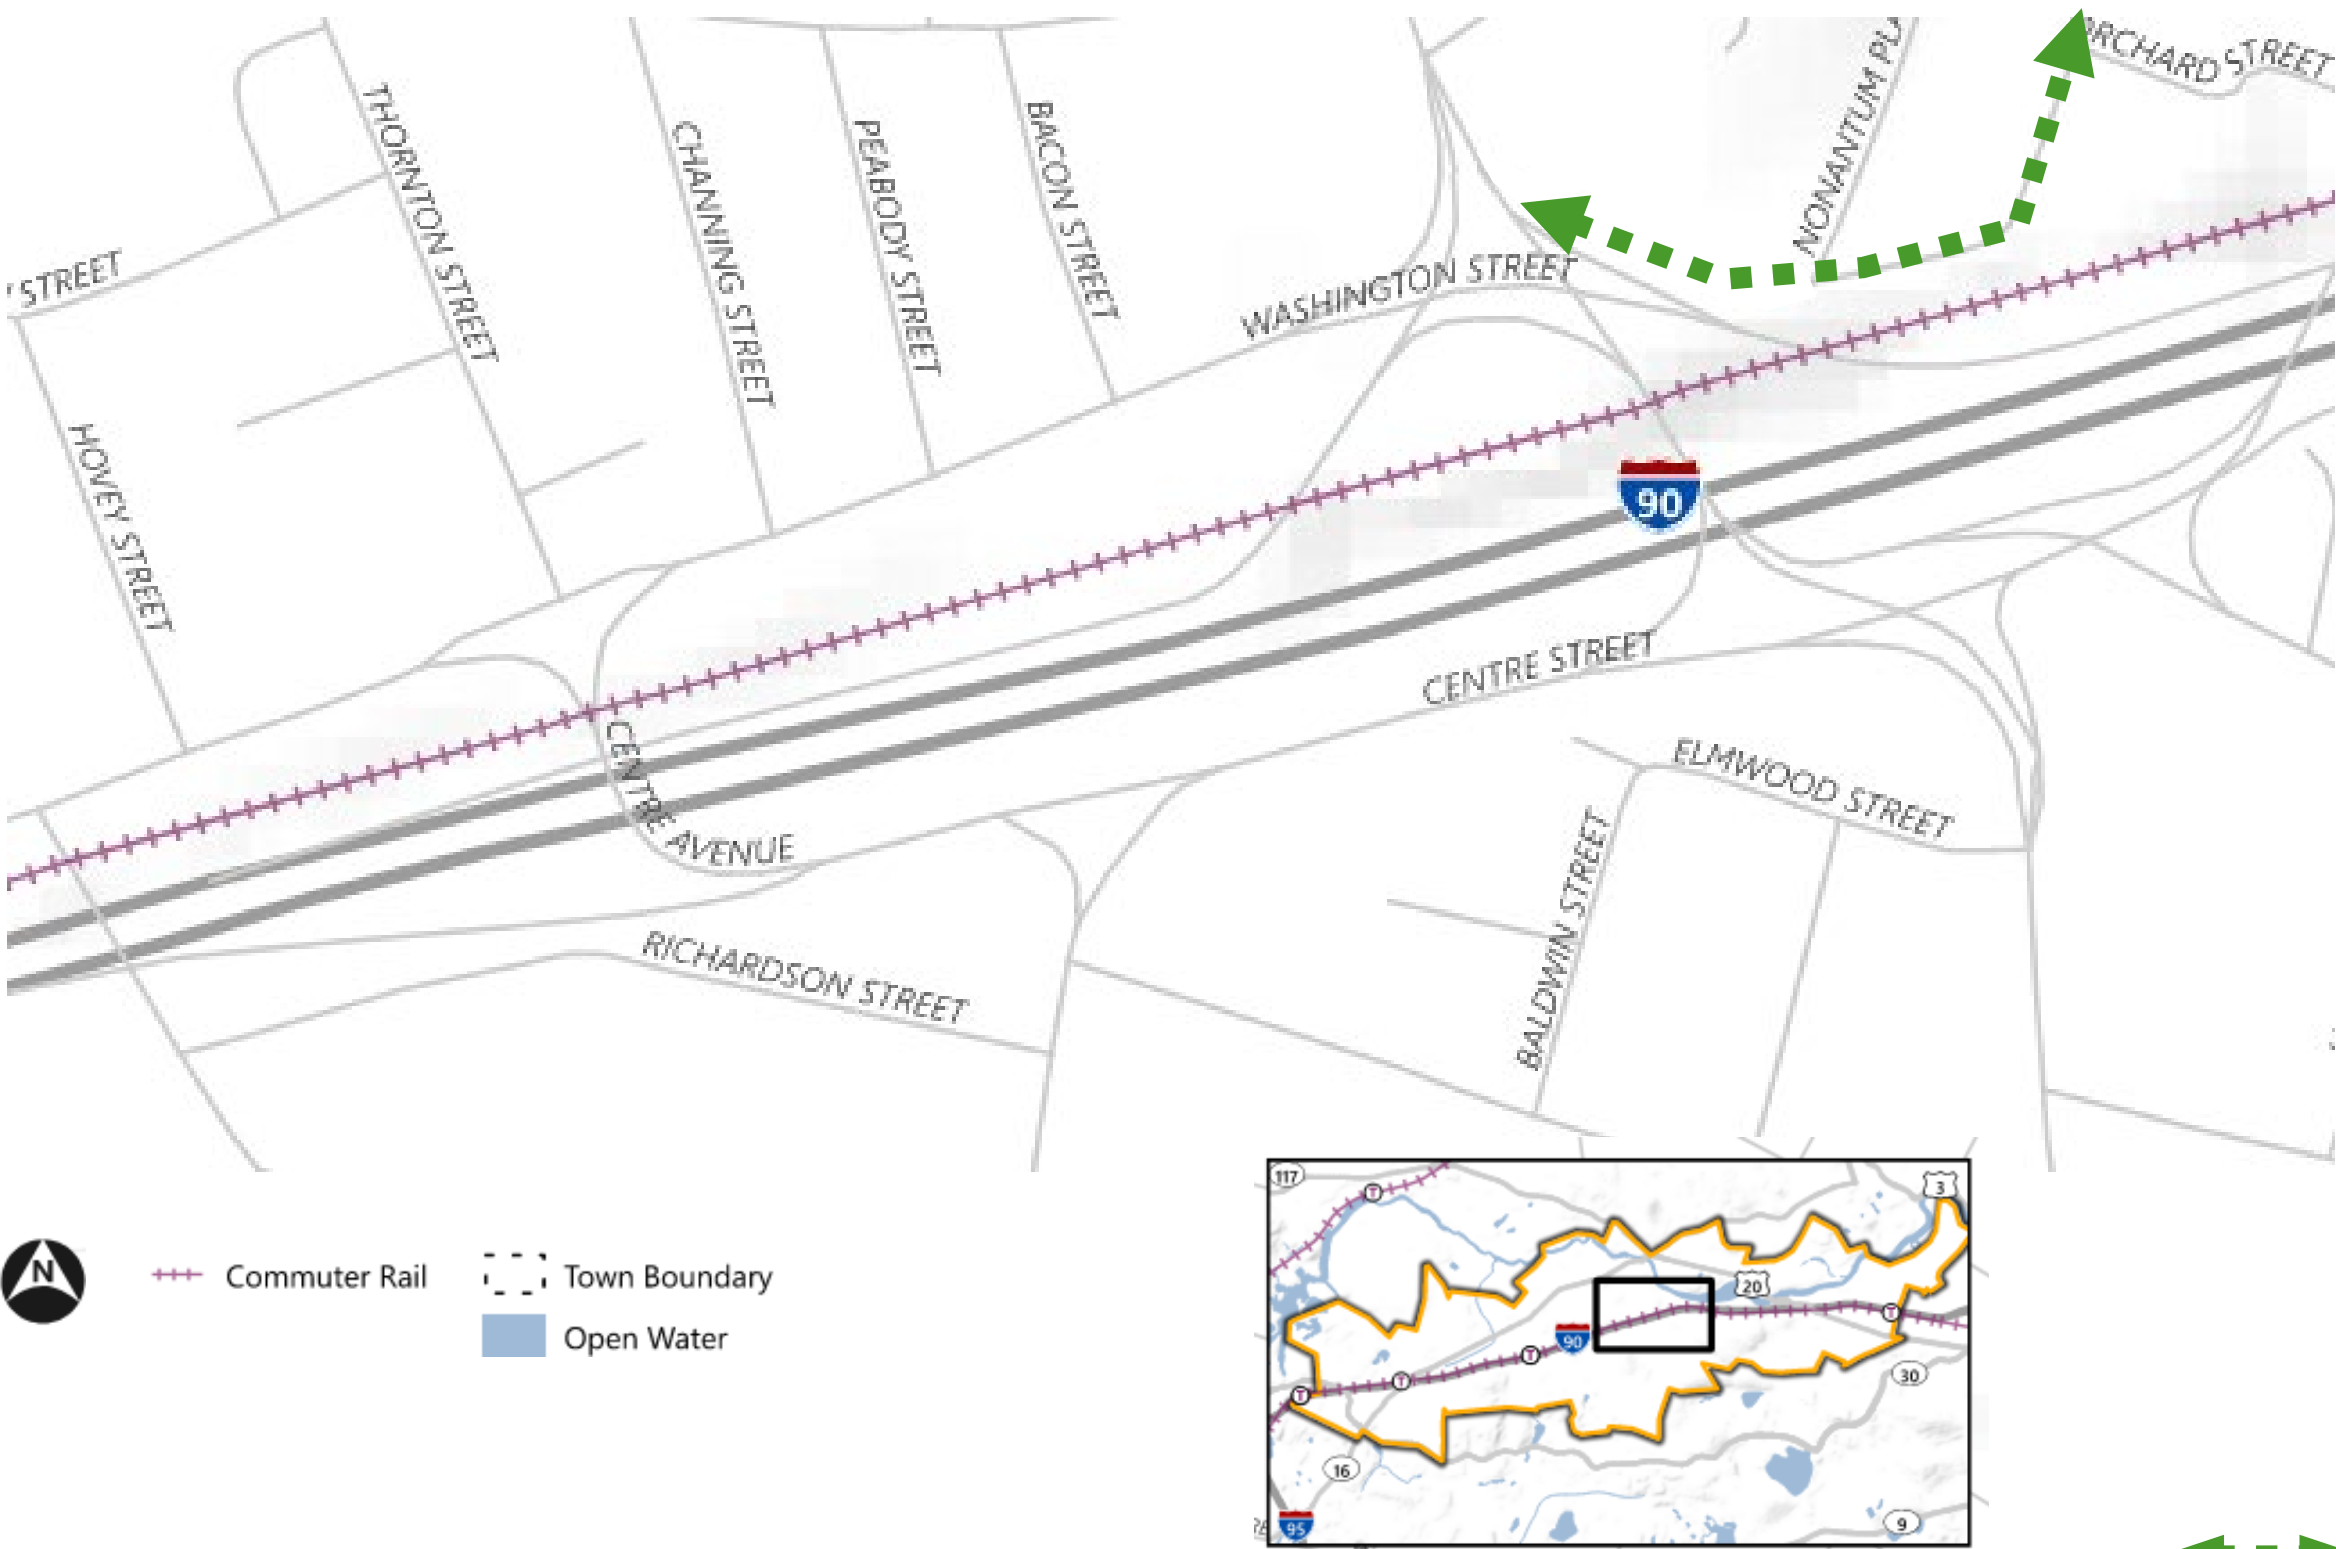 ORCHARD STREET
NONANTUM PL
THORNTON STREET
CHANNING STREET
PEABODY STREET
BACON STREET
STREET
WASHINGTON STREET
HOVEY STREET
90
CENTRE STREET
CENTRE AVENUE
ELMWOOD STREET
BALDWIN STREET
RICHARDSON STREET
N
Commuter Rail
Town Boundary
Open Water
117
T
3
20
T
90
T
T
T
30
16
95
9